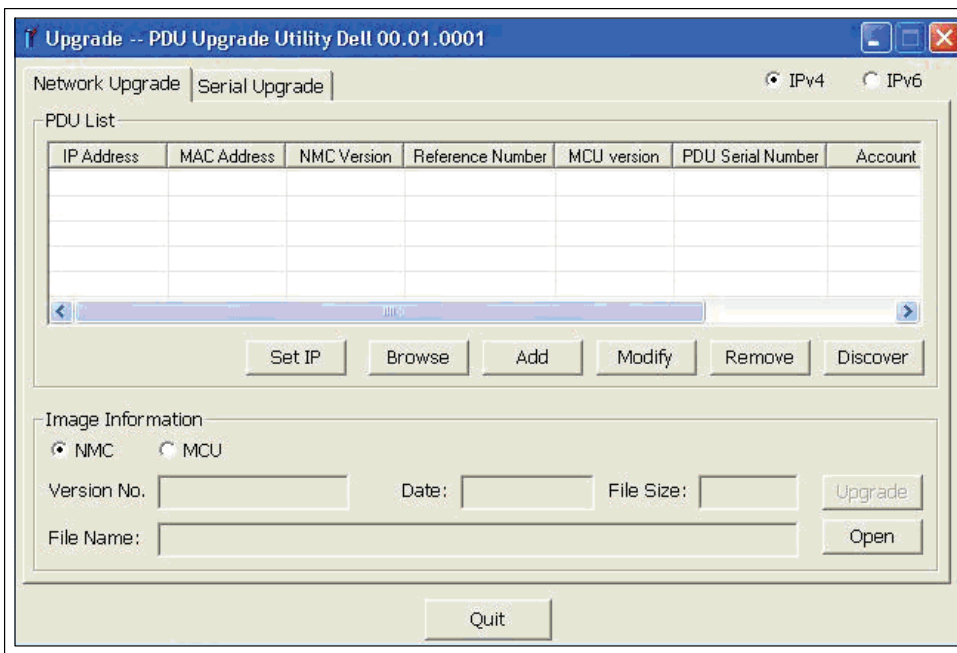 Upgrade -- PDU Upgrade Utility Dell 00.01.0001
Network Upgrade Serial Upgrade IPv4 IPv6
PDU List
IP Address MAC Address NMC Version Reference Number MCU version PDU Serial Number Account
Set IP Browse Add Modify Remove Discover
Image Information
NMC MCU
Version No. Date: File Size: Upgrade
File Name: Open
Quit